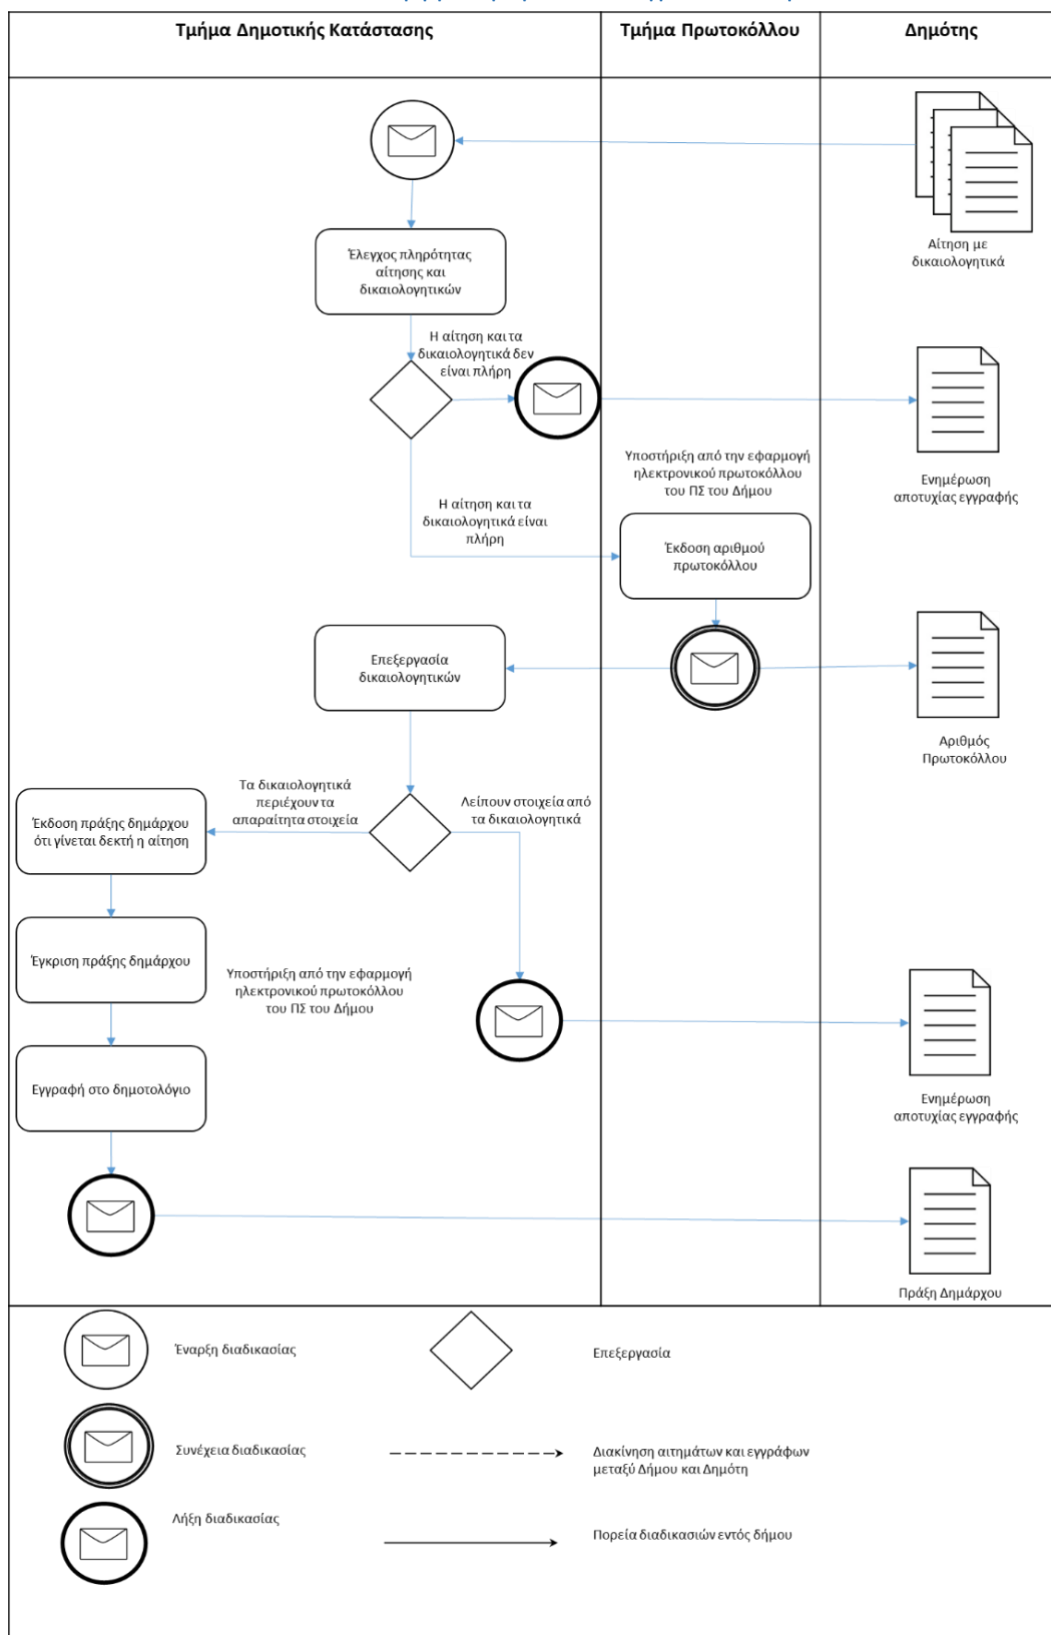 Τμήμα Δημοτικής Κατάστασης
Τμήμα Πρωτοκόλλου
Δημότης
Αίτηση με
δικαιολογητικά
Έλεγχος πληρότητας
αίτησης και
δικαιολογητικών
Η αίτηση και τα
δικαιολογητικά δεν
είναι πλήρη
Ενημέρωση
αποτυχίας εγγραφής
Υποστήριξη από την εφαρμογή
ηλεκτρονικού πρωτοκόλλου
του ΠΣ του Δήμου
Η αίτηση και τα
δικαιολογητικά είναι
πλήρη
Έκδοση αριθμού
πρωτοκόλλου
Επεξεργασία
δικαιολογητικών
Αριθμός
Πρωτοκόλλου
Τα δικαιολογητικά
περιέχουν τα
απαραίτητα στοιχεία
Λείπουν στοιχεία από
τα δικαιολογητικά
Έκδοση πράξης δημάρχου
ότι γίνεται δεκτή η αίτηση
Έγκριση πράξης δημάρχου
Υποστήριξη από την εφαρμογή
ηλεκτρονικού πρωτοκόλλου
του ΠΣ του Δήμου
Εγγραφή στο δημοτολόγιο
Ενημέρωση
αποτυχίας εγγραφής
Πράξη Δημάρχου
Έναρξη διαδικασίας
Επεξεργασία
Συνέχεια διαδικασίας
Διακίνηση αιτημάτων και εγγράφων
μεταξύ Δήμου και Δημότη
Λήξη διαδικασίας
Πορεία διαδικασιών εντός δήμου